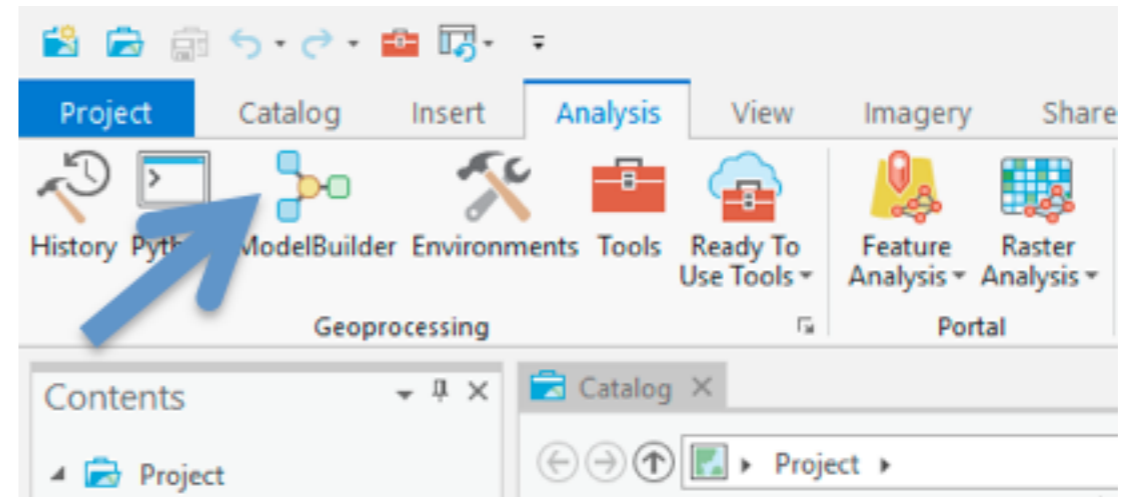 Project Catalog Insert Analysis View Imagery Share
History ModelBuilder Environments Tools Ready To Use Tools Feature Analysis Raster Analysis
Geoprocessing Portal
Contents Catalog
Project Project